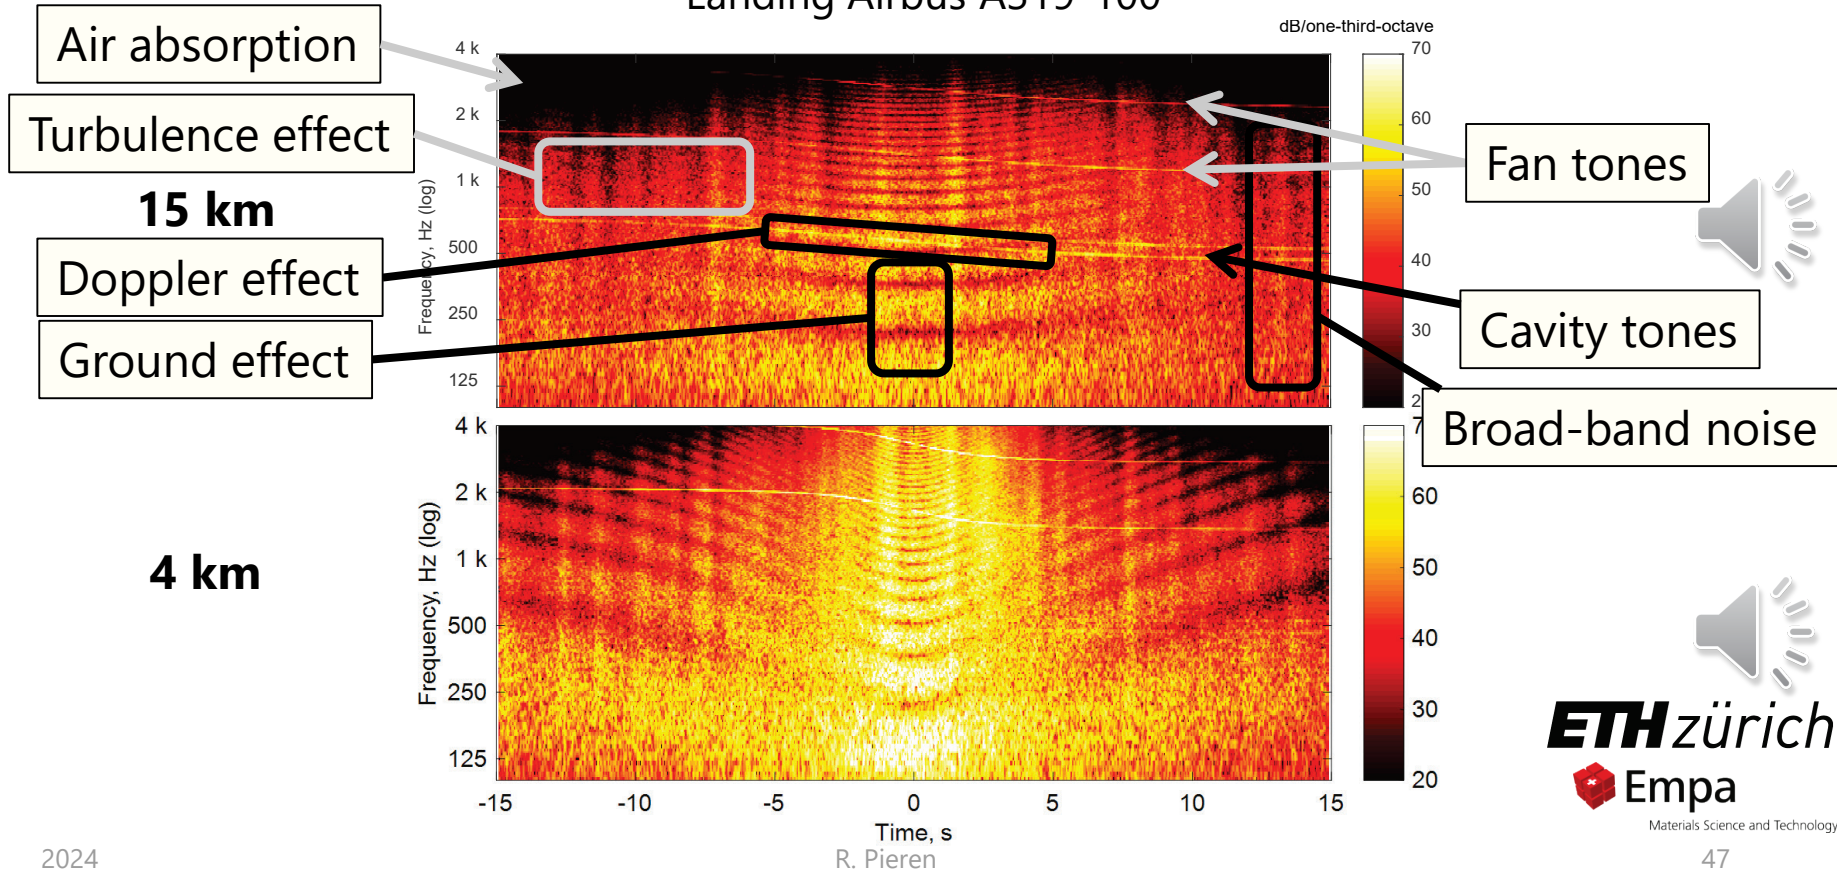 Landing Airbus A319-100
dB/one-third-octave
Air absorption
Turbulence effect
15 km
Doppler effect
Ground effect
Frequency, Hz (log)
4 k
2 k
1 k
500
250
125
70
60
50
40
30
2
Fan tones
Cavity tones
Broad-band noise
4 km
Frequency, Hz (log)
4 k
2 k
1 k
500
250
125
7
60
50
40
30
20
-15 -10 -5 0 5 10 15
Time, s
ETH zürich
Empa
Materials Science and Technology
2024 R. Pieren 47